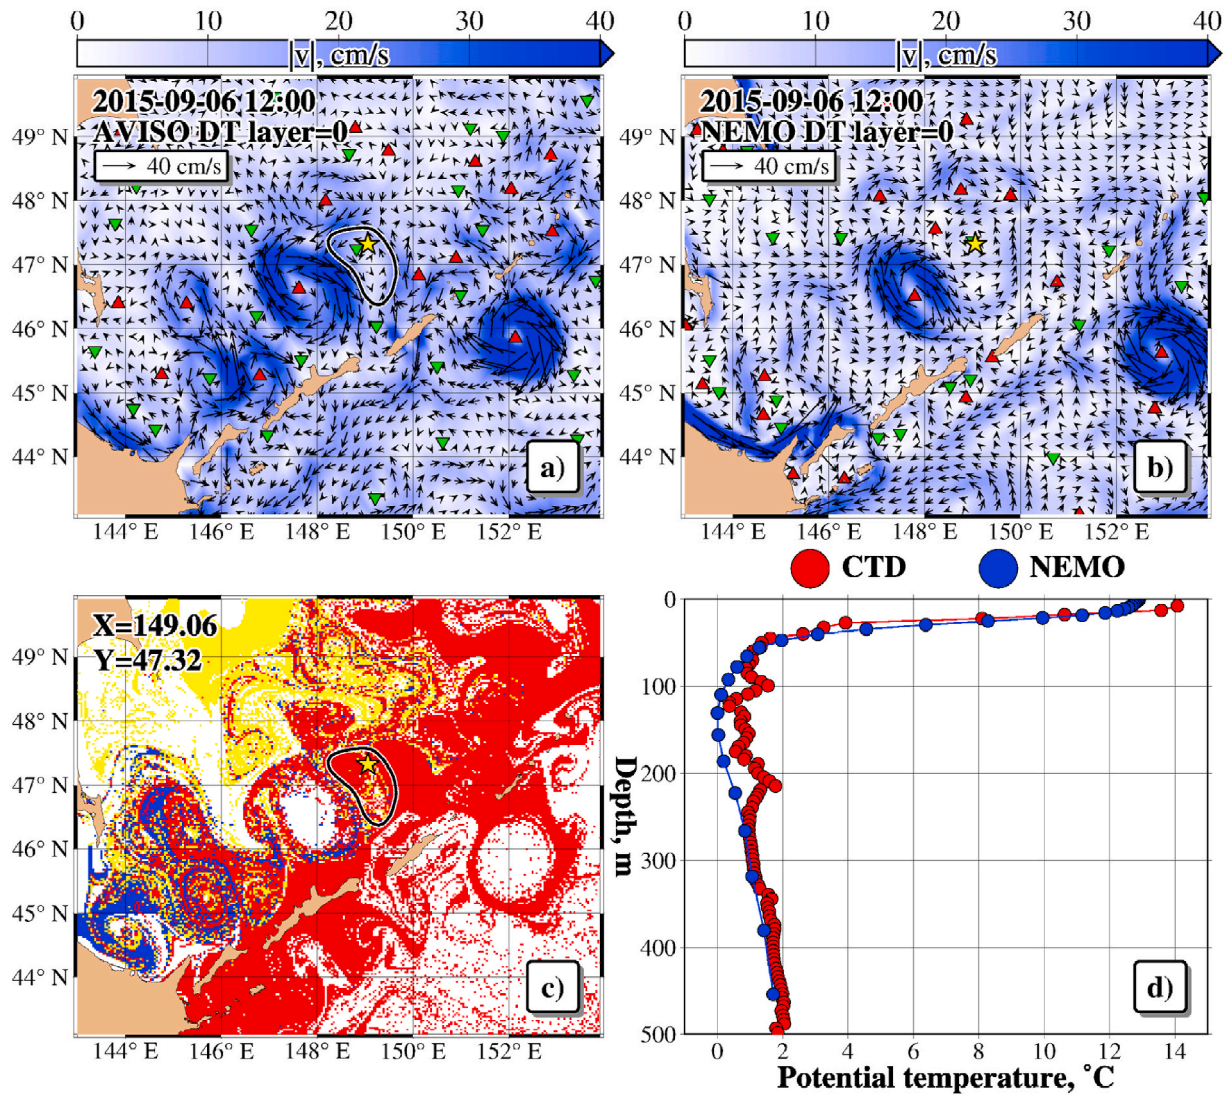 0 10 20 30 40
|v|, cm/s
2015-09-06 12:00
AVISO DT layer=0
40 cm/s
49° N
48° N
47° N
46° N
45° N
44° N
a)
144° E 146° E 148° E 150° E 152° E
0 10 20 30 40
|v|, cm/s
2015-09-06 12:00
NEMO DT layer=0
40 cm/s
49° N
48° N
47° N
46° N
45° N
44° N
b)
144° E 146° E 148° E 150° E 152° E
X=149.06
Y=47.32
49° N
48° N
47° N
46° N
45° N
44° N
c)
144° E 146° E 148° E 150° E 152° E
CTD NEMO
0
100
200
300
400
500
Depth, m
d)
0 2 4 6 8 10 12 14
Potential temperature, °C